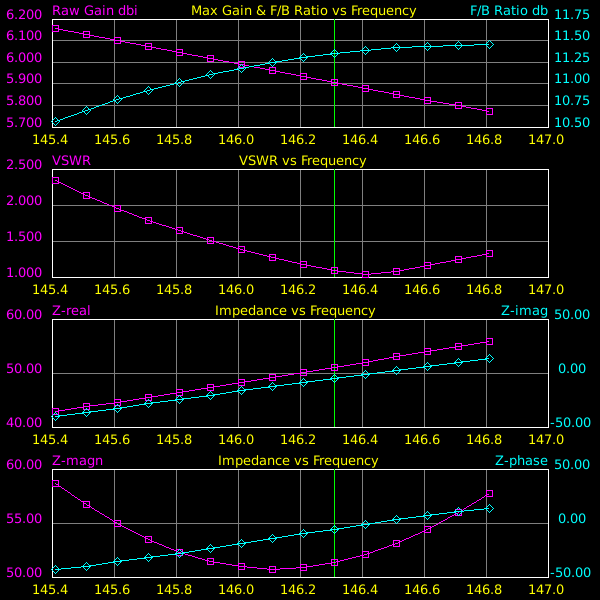 Raw Gain dbi Max Gain & F/B Ratio vs Frequency F/B Ratio db
6.200 11.75
6.100 11.50
6.000 11.25
5.900 11.00
5.800 10.75
5.700 10.50
145.4 145.6 145.8 146.0 146.2 146.4 146.6 146.8 147.0
VSWR VSWR vs Frequency
2.500
2.000
1.500
1.000
145.4 145.6 145.8 146.0 146.2 146.4 146.6 146.8 147.0
Z-real Impedance vs Frequency Z-imag
60.00 50.00
50.00 0.00
40.00 -50.00
145.4 145.6 145.8 146.0 146.2 146.4 146.6 146.8 147.0
Z-magn Impedance vs Frequency Z-phase
60.00 50.00
55.00 0.00
50.00 -50.00
145.4 145.6 145.8 146.0 146.2 146.4 146.6 146.8 147.0